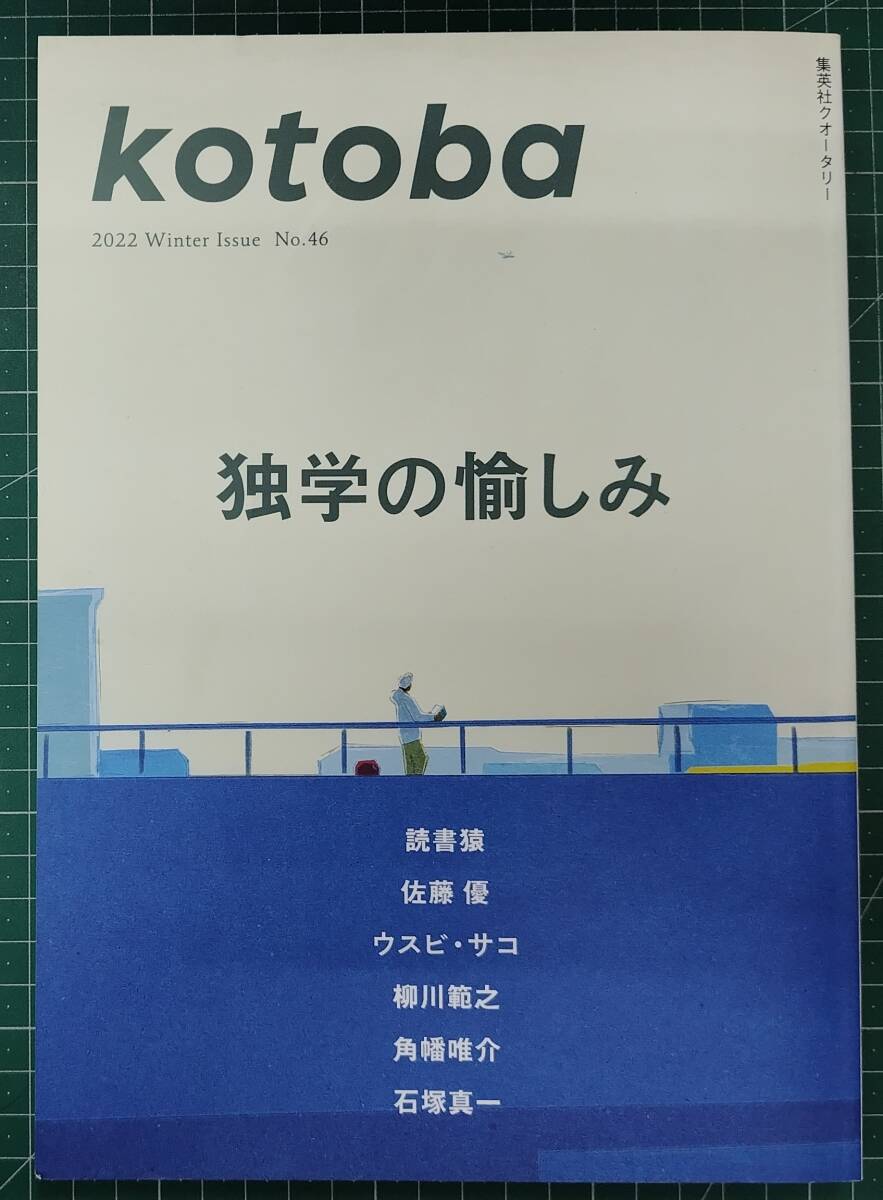 集英社クオータリー
kotoba
2022 Winter Issue No.46
独学の愉しみ
読書猿
佐藤 優
ウスビ・サコ
柳川範之
角幡唯介
石塚真一